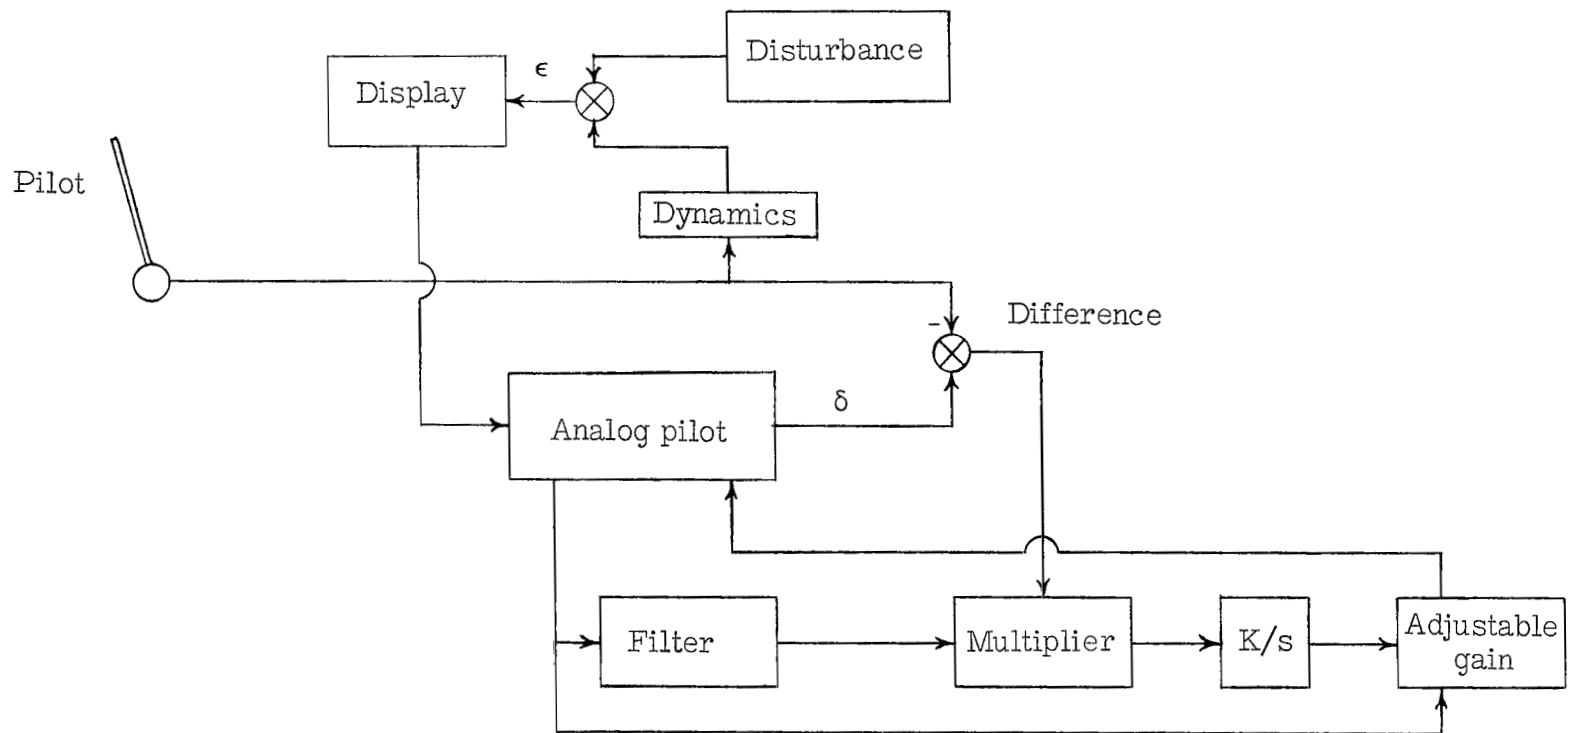 Disturbance
ϵ
Display
Pilot
Dynamics
Difference
-
δ
Analog pilot
Filter
Multiplier
K/s
Adjustable
gain